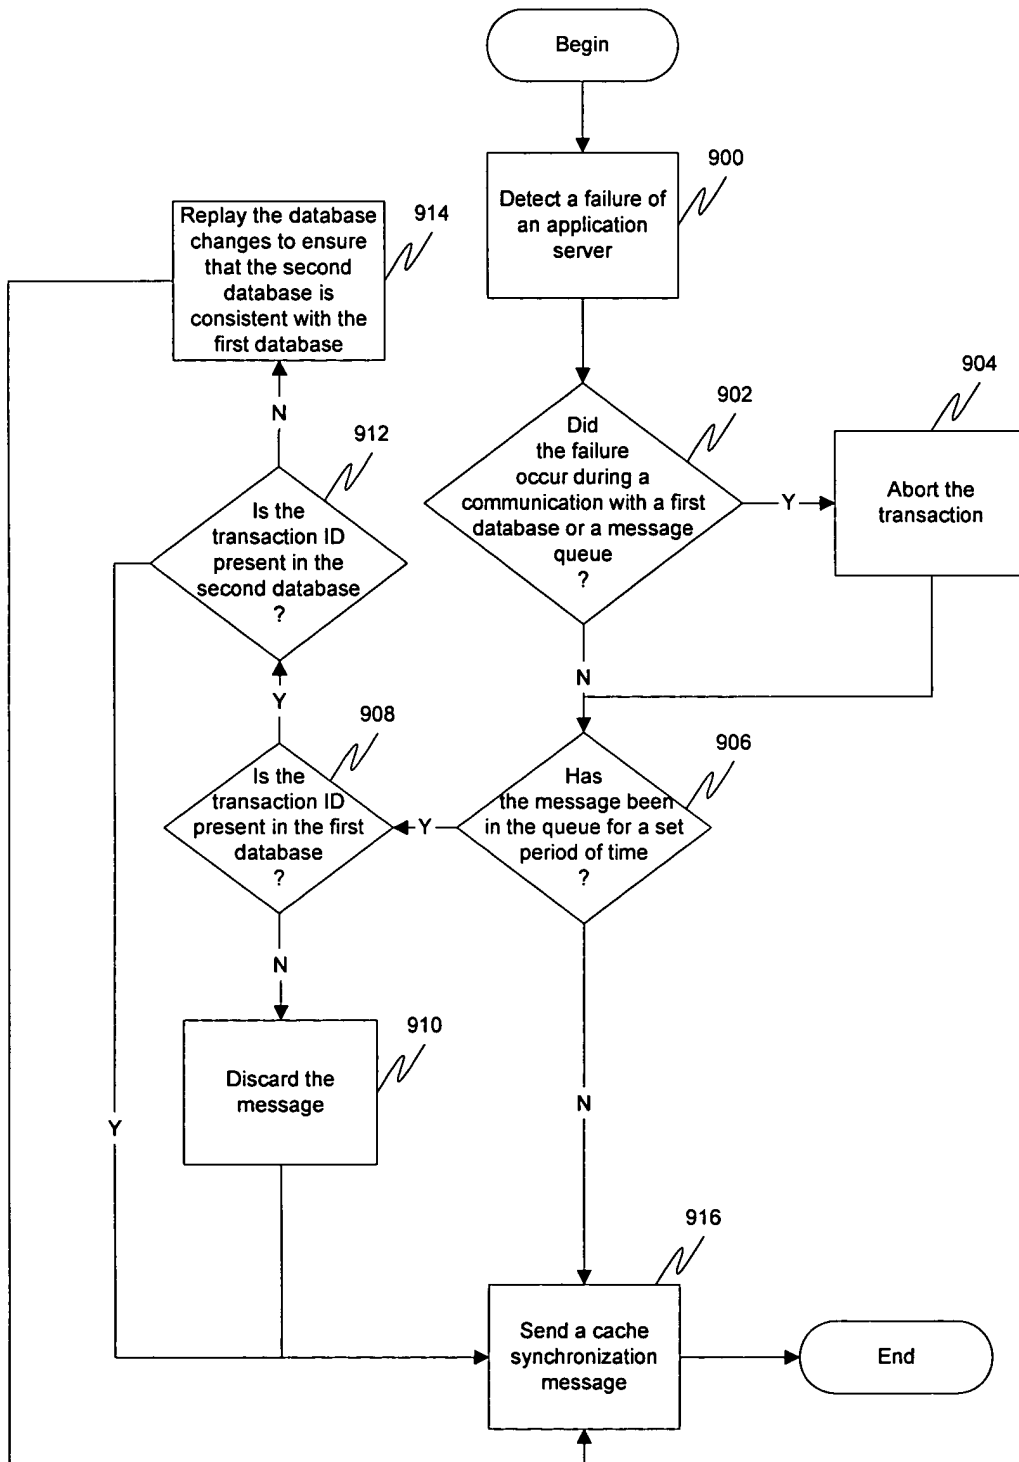 Begin
900
Detect a failure of
an application
server
Replay the database
changes to ensure
that the second
database is
consistent with the
first database
914
902
Did
the failure
occur during a
communication with a first
database or a message
queue
?
Y
904
Abort the
transaction
N
912
Is the
transaction ID
present in the
second database
?
N
Y
908
Is the
transaction ID
present in the first
database
?
Y
906
Has
the message been
in the queue for a set
period of time
?
N
910
Discard the
message
Y
N
916
Send a cache
synchronization
message
End